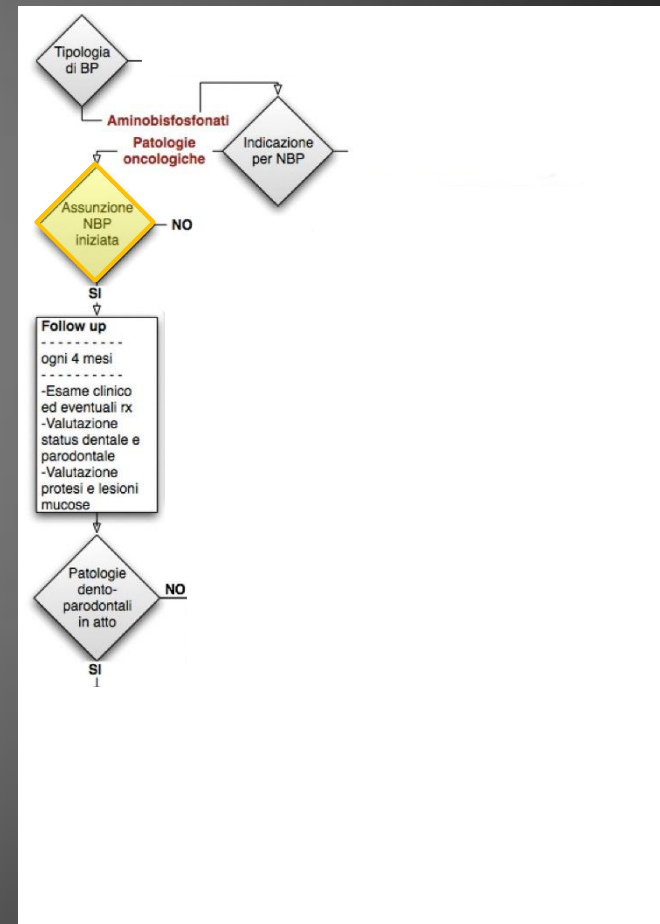 Tipologia
di BP
Aminobisfosfonati
Indicazione
per NBP
Patologie
oncologiche
Assunzione
NBP
iniziata
NO
SI
Follow up
- - - - - - - - - -
ogni 4 mesi
- - - - - - - - - -
-Esame clinico
ed eventuali rx
-Valutazione
status dentale e
parodontale
-Valutazione
protesi e lesioni
mucose
Patologie
dento-
parodontali
in atto
NO
SI